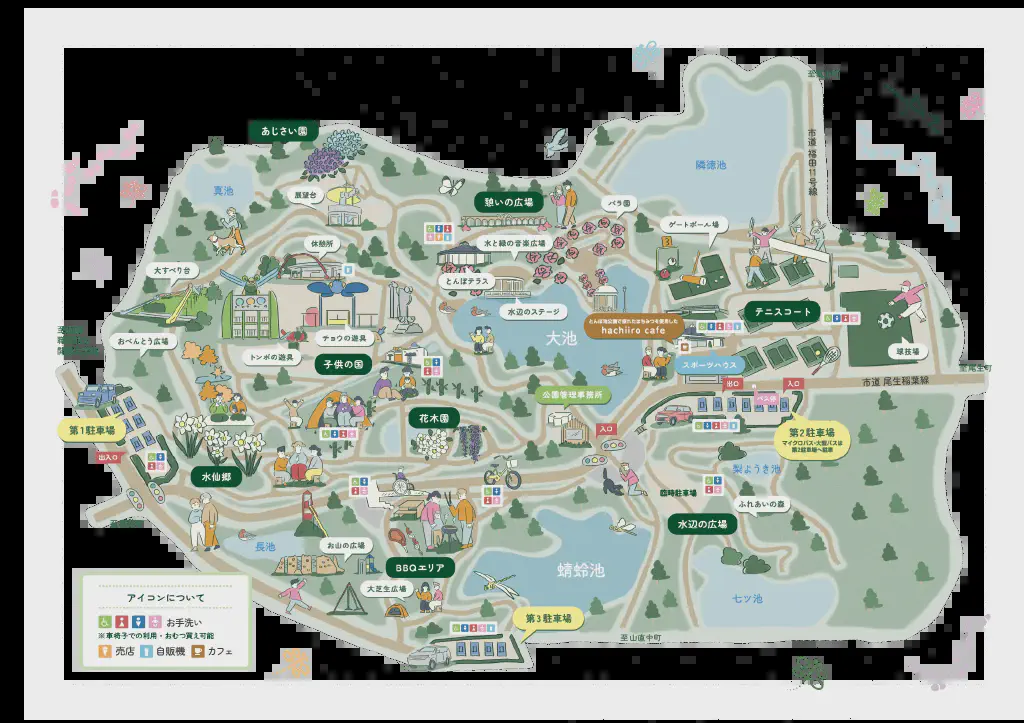 あじさい園
真池
展望台
休憩所
大すべり台
おべんとう広場
憩いの広場
水と緑の音楽広場
とんぼテラス
水辺のステージ
バラ園
隣徳池
市道 福田11号線
ゲートボール場
テニスコート
球技場
大池
とんぼ池公園で採れたはちみつを使用した
hachiiro cafe
スポーツハウス
チョウの遊具
トンボの遊具
子供の国
市道 尾生稲葉線
至尾生町
出口
入口
バス停
公園管理事務所
花木園
第1駐車場
出入口
水仙郷
入口
第2駐車場
マイクロバス・大型バスは
第2駐車場へ駐車
梨ようき池
臨時駐車場
ふれあいの森
水辺の広場
長池
お山の広場
BBQエリア
大芝生広場
蜻蛉池
七ツ池
第3駐車場
至山直中町
アイコンについて
お手洗い
※車椅子での利用・おむつ買え可能
売店
自販機
カフェ